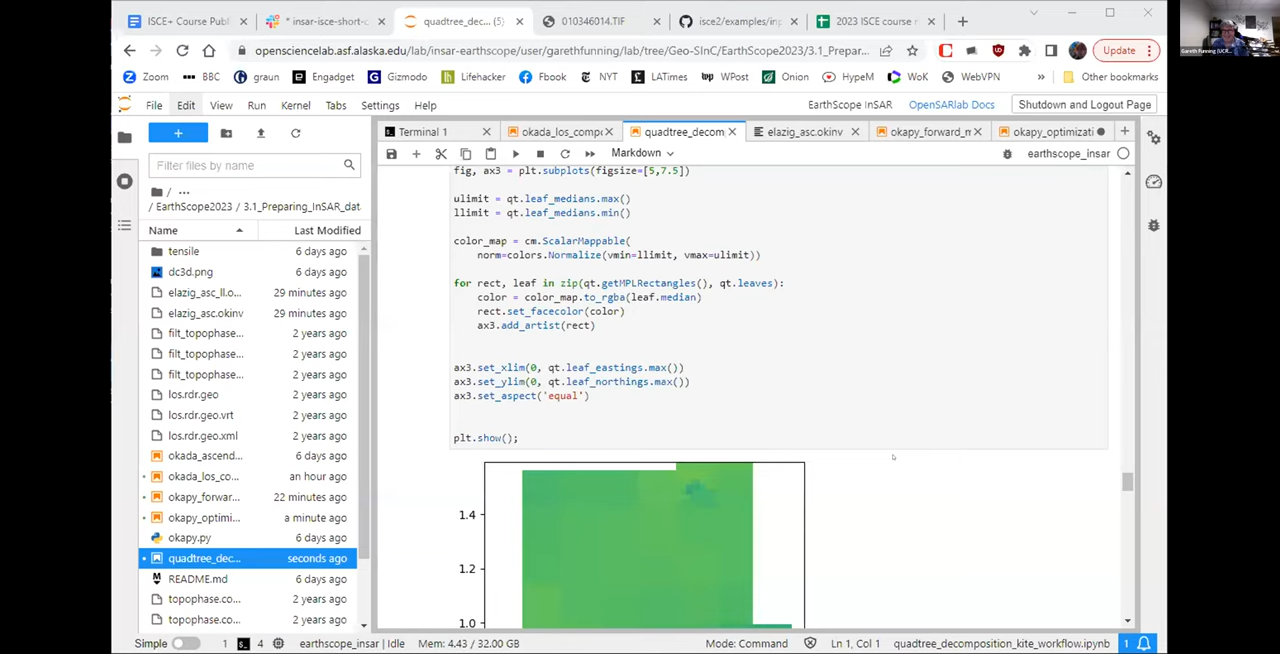 ISCE+ Course Publ
* insar-isce-short-c
quadtree_dec... (5)
010346014.TIF
isce2/examples/inp
2023 ISCE course r
opensciencelab.asf.alaska.edu/lab/insar-earthscope/user/garethfunning/lab/tree/Geo-SInC/EarthScope2023/3.1_Prepar...
Update
Zoom
BBC
graun
Engadget
Gizmodo
Lifehacker
Fbook
NYT
LATimes
WPost
Onion
HypeM
WoK
WebVPN
»
Other bookmarks
Gareth Funning (UCR...
File Edit View Run Kernel Tabs Settings Help
EarthScope InSAR
OpenSARlab Docs
Shutdown and Logout Page
Filter files by name
/ ...
/ EarthScope2023 / 3.1_Preparing_InSAR_dat
Name Last Modified
tensile 6 days ago
dc3d.png 6 days ago
elazig_asc_ll.o... 29 minutes ago
elazig_asc.okinv 29 minutes ago
filt_topophase... 2 years ago
filt_topophase... 2 years ago
filt_topophase... 2 years ago
los.rdr.geo 2 years ago
los.rdr.geo.vrt 2 years ago
los.rdr.geo.xml 2 years ago
okada_ascend... 6 days ago
okada_los_co... an hour ago
okapy_forwar... 22 minutes ago
okapy_optimi... a minute ago
okapy.py 6 days ago
quadtree_dec... seconds ago
README.md 6 days ago
topophase.co... 2 years ago
topophase.co... 2 years ago
Terminal 1
okada_los_compo
quadtree_decom
elazig_asc.okinv
okapy_forward_m
okapy_optimizati
Markdown
earthscope_insar
fig, ax3 = plt.subplots(figsize=[5,7.5])
ulimit = qt.leaf_medians.max()
llimit = qt.leaf_medians.min()
color_map = cm.ScalarMappable(
norm=colors.Normalize(vmin=llimit, vmax=ulimit))
for rect, leaf in zip(qt.getMPLRectangles(), qt.leaves):
color = color_map.to_rgba(leaf.median)
rect.set_facecolor(color)
ax3.add_artist(rect)
ax3.set_xlim(0, qt.leaf_eastings.max())
ax3.set_ylim(0, qt.leaf_northings.max())
ax3.set_aspect('equal')
plt.show();
1.4
1.2
1.0
Simple
1
4
earthscope_insar | Idle
Mem: 4.43 / 32.00 GB
Mode: Command
Ln 1, Col 1
quadtree_decomposition_kite_workflow.ipynb
1